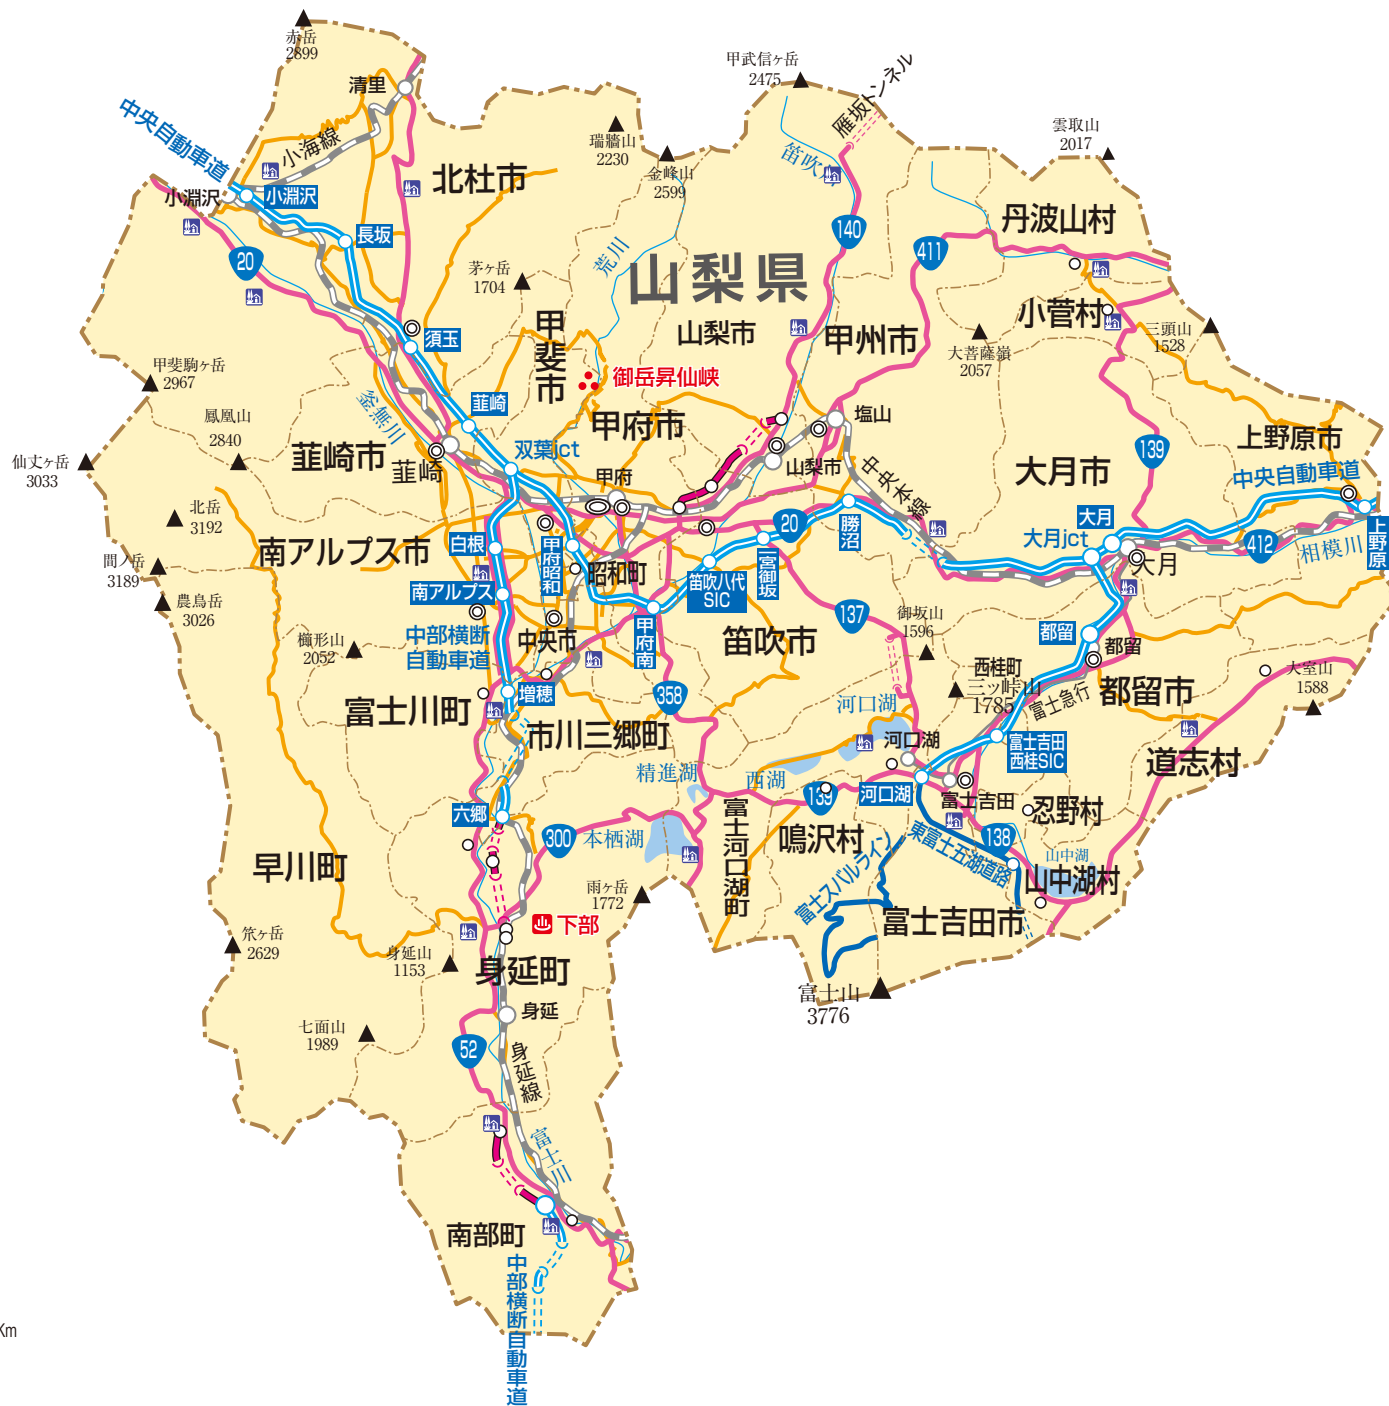 赤岳
2899
清里
小海線
中央自動車道
小淵沢
小淵沢
長坂
北杜市
20
須玉
茅ヶ岳
1704
瑞牆山
2230
金峰山
2599
甲武信ヶ岳
2475
雁坂トンネル
雲取山
2017
荒川
山梨県
山梨市
140
411
丹波山村
小菅村
三頭山
1528
甲斐市
甲州市
大菩薩嶺
2057
甲斐駒ヶ岳
2967
鳳凰山
2840
釜無川
韮崎
御岳昇仙峡
甲府市
塩山
仙丈ヶ岳
3033
韮崎市
韮崎
双葉jct
甲府
山梨市
中央本線
大月市
139
上野原市
中央自動車道
北岳
3192
間ノ岳
3189
農鳥岳
3026
南アルプス市
白根
南アルプス
甲府昭和
昭和町
20
勝沼
大月
大月jct
大月
412
相模川
上野原
笛吹八代
SIC
宮御坂
櫛形山
2052
中部横断
自動車道
中央市
甲府南
笛吹市
137
御坂山
1596
都留
都留
西桂町
三ッ峠山
1785
富士急行
都留市
大室山
1588
富士川町
増穂
市川三郷町
358
河口湖
河口湖
富士吉田
西桂SIC
道志村
精進湖
西湖
139
河口湖
富士吉田
忍野村
六郷
300
本栖湖
富士河口湖町
鳴沢村
138
山中湖
山中湖村
東富士五湖道路
富士スバルライン
富士吉田市
早川町
雨ヶ岳
1772
下部
笊ヶ岳
2629
身延山
1153
身延町
富士山
3776
身延
七面山
1989
52
身延線
富士川
南部町
中部横断自動車道
Km